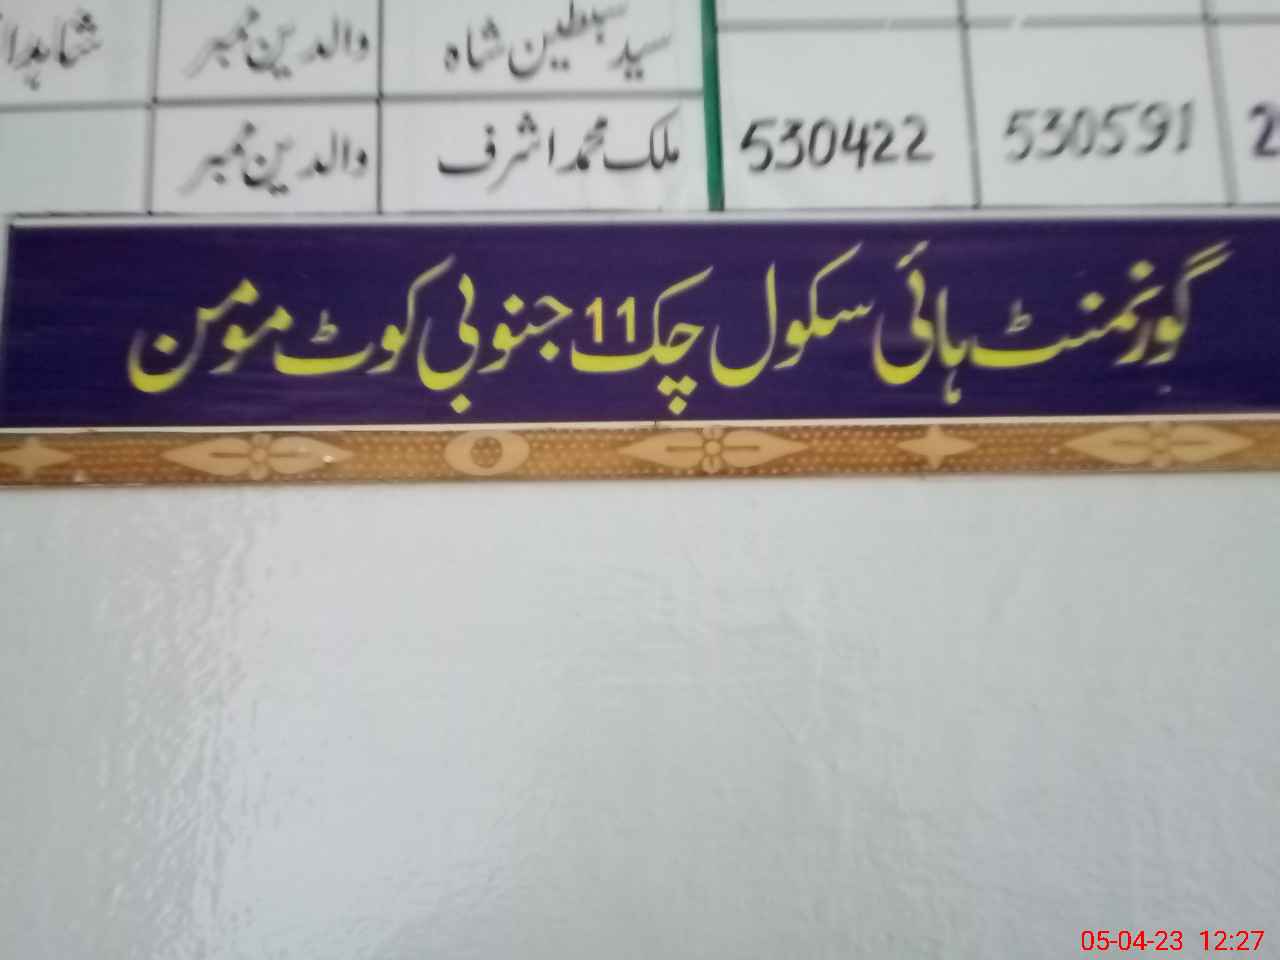 530591 530422 سید سبطین شاہ والدین ممبر
ملک محمد اشرف والدین ممبر
گورنمنٹ ہائی سکول چک 11 جنوبی کوٹ مومن
05-04-23 12:27